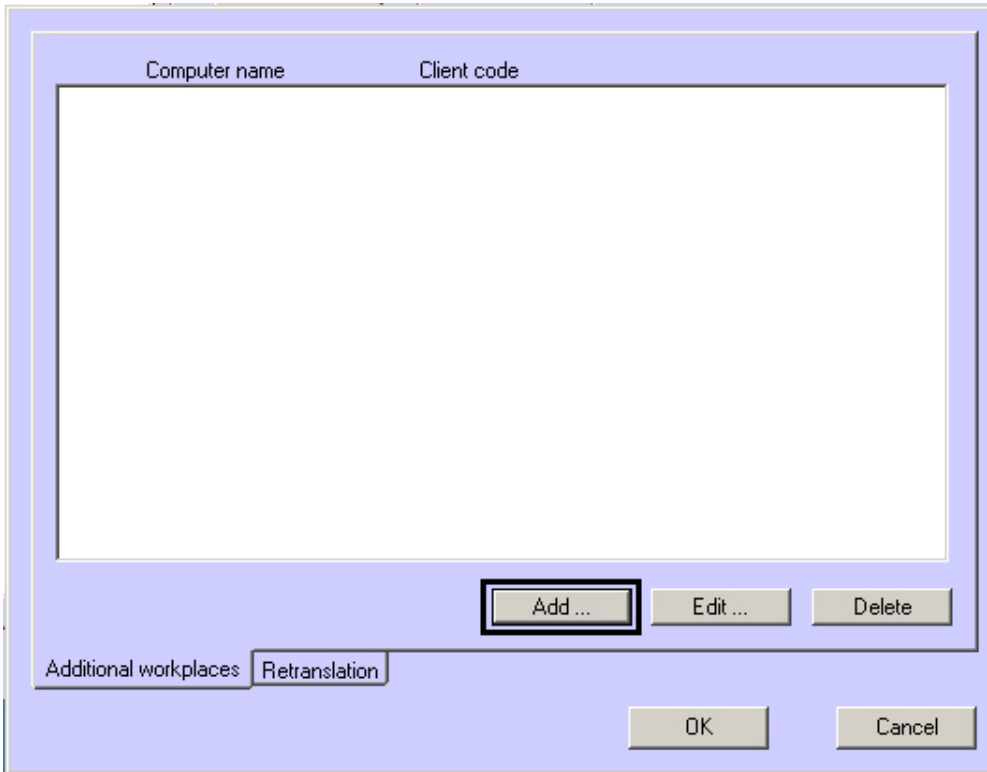 Computer name Client code
Add ... Edit ... Delete
Additional workplaces Retranslation
OK Cancel